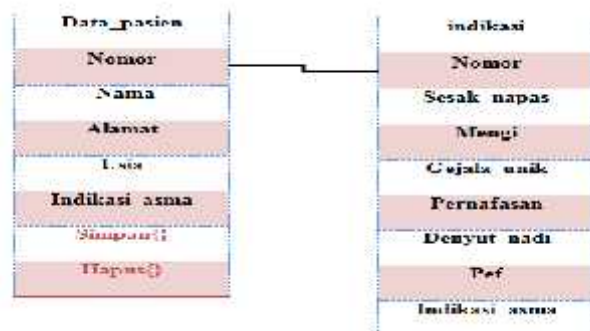 Data_pasien
Nomor
Nama
Alamat
Usia
Indikasi asma
Simpan()
Hapus()
indikasi
Nomor
Sesak napas
Mengi
Gejala unik
Pernafasan
Denyut nadi
Pef
Indikasi asma